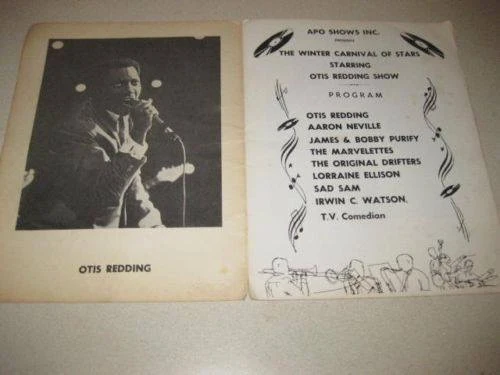 OTIS REDDING
APO SHOWS INC.
PRESENTS
THE WINTER CARNIVAL OF STARS
STARRING
OTIS REDDING SHOW
PROGRAM
OTIS REDDING
AARON NEVILLE
JAMES & BOBBY PURIFY
THE MARVELETTES
THE ORIGINAL DRIFTERS
LORRAINE ELLISON
SAD SAM
IRWIN C. WATSON,
T.V. Comedian